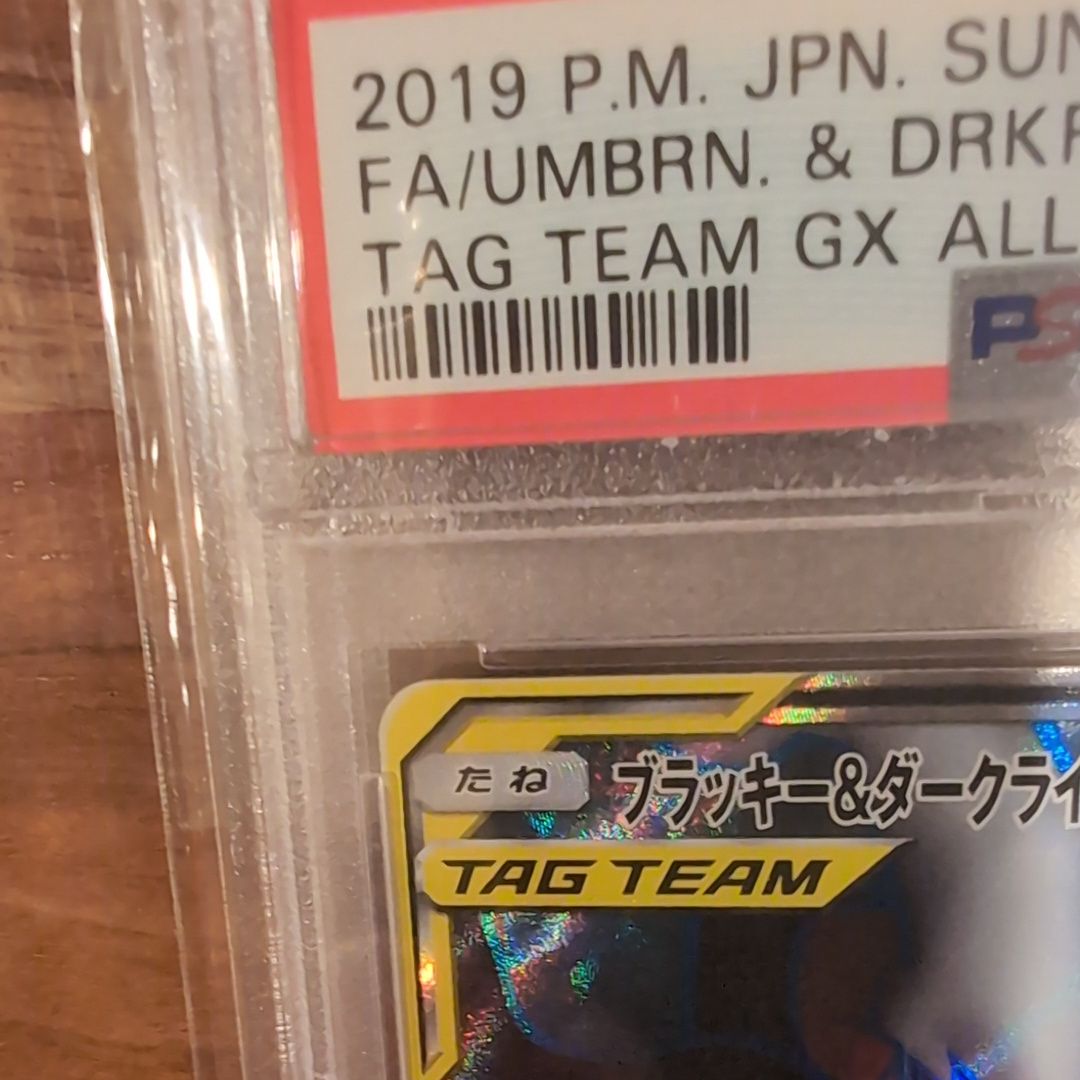 2019 P.M. JPN. SUN
FA/UMBRN. & DRKR
TAG TEAM GX ALL
PS
たね
ブラッキー&ダークライ
TAG TEAM